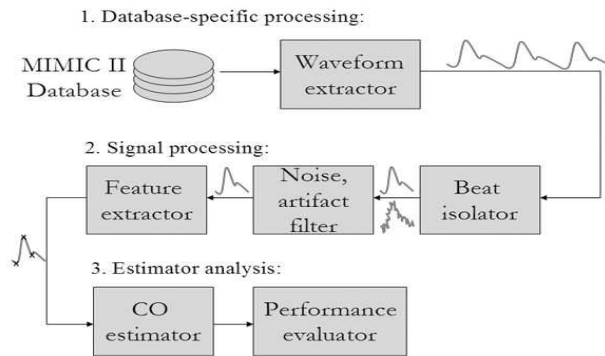 1. Database-specific processing:
MIMIC II
Database
Waveform
extractor
2. Signal processing:
Feature
extractor
Noise,
artifact
filter
Beat
isolator
3. Estimator analysis:
CO
estimator
Performance
evaluator